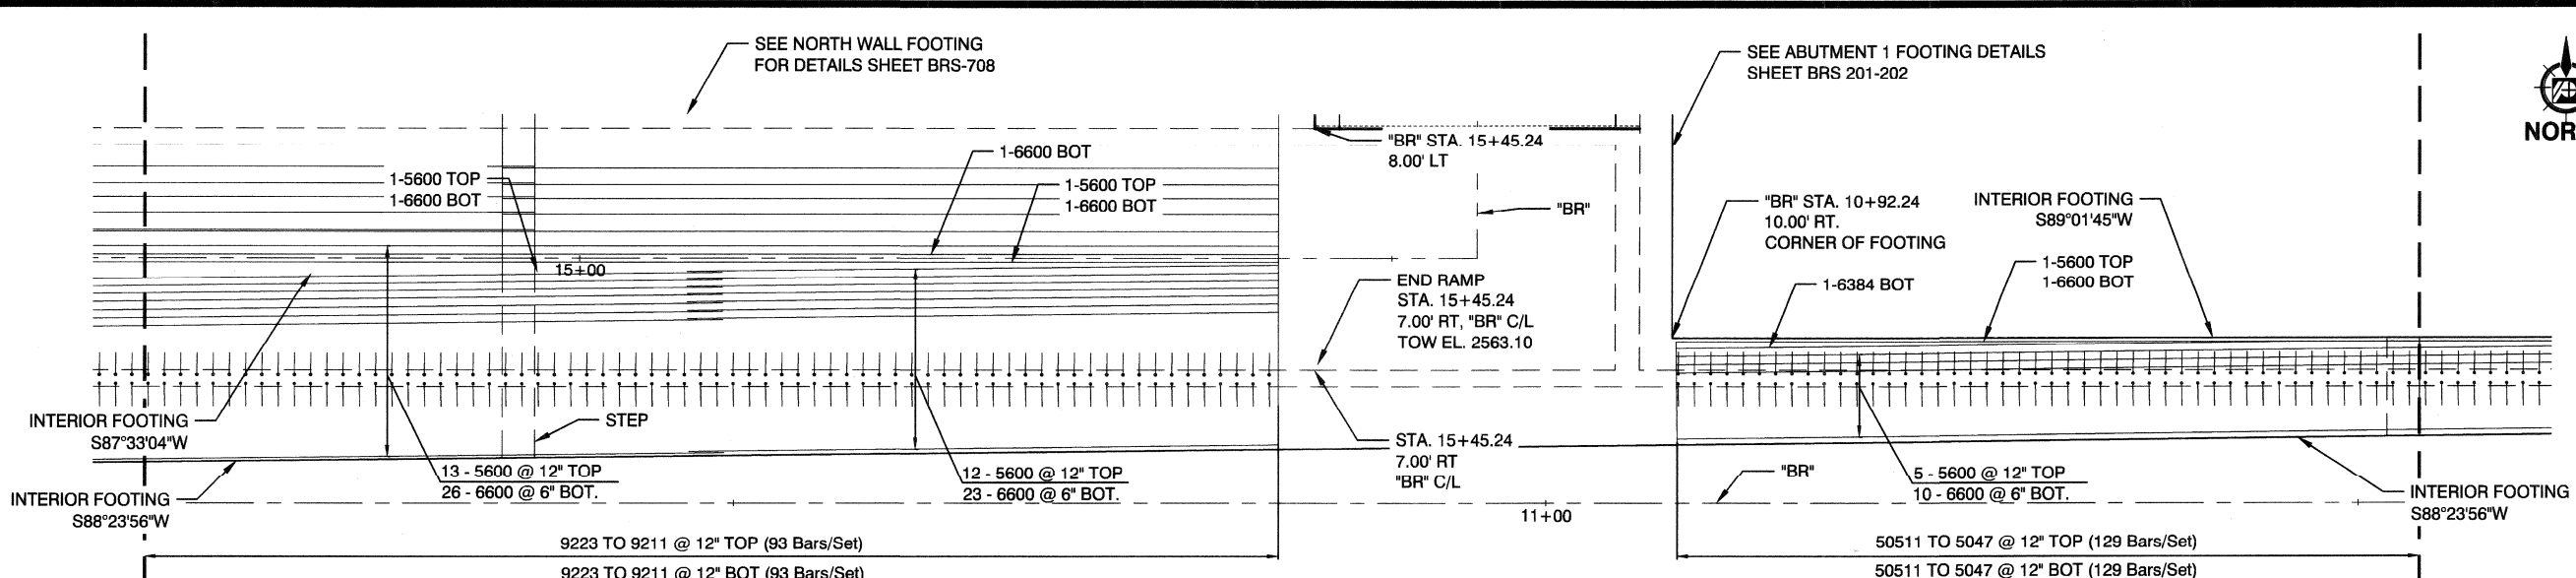 SEE NORTH WALL FOOTING
FOR DETAILS SHEET BRS-708
SEE ABUTMENT 1 FOOTING DETAILS
SHEET BRS 201-202
"BR" STA. 15+45.24
8.00' LT
1-6600 BOT
1-5600 TOP
1-6600 BOT
1-5600 TOP
1-6600 BOT
"BR"
"BR" STA. 10+92.24
10.00' RT.
CORNER OF FOOTING
INTERIOR FOOTING
S89°01'45"W
15+00
END RAMP
STA. 15+45.24
7.00' RT, "BR" C/L
TOW EL. 2563.10
1-6384 BOT
1-5600 TOP
1-6600 BOT
INTERIOR FOOTING
S87°33'04"W
STEP
STA. 15+45.24
7.00' RT
"BR" C/L
13 - 5600 @ 12" TOP
26 - 6600 @ 6" BOT.
12 - 5600 @ 12" TOP
23 - 6600 @ 6" BOT.
"BR"
5 - 5600 @ 12" TOP
10 - 6600 @ 6" BOT.
INTERIOR FOOTING
S88°23'56"W
INTERIOR FOOTING
S88°23'56"W
11+00
9223 TO 9211 @ 12" TOP (93 Bars/Set)
9223 TO 9211 @ 12" BOT (93 Bars/Set)
50511 TO 5047 @ 12" TOP (129 Bars/Set)
50511 TO 5047 @ 12" BOT (129 Bars/Set)